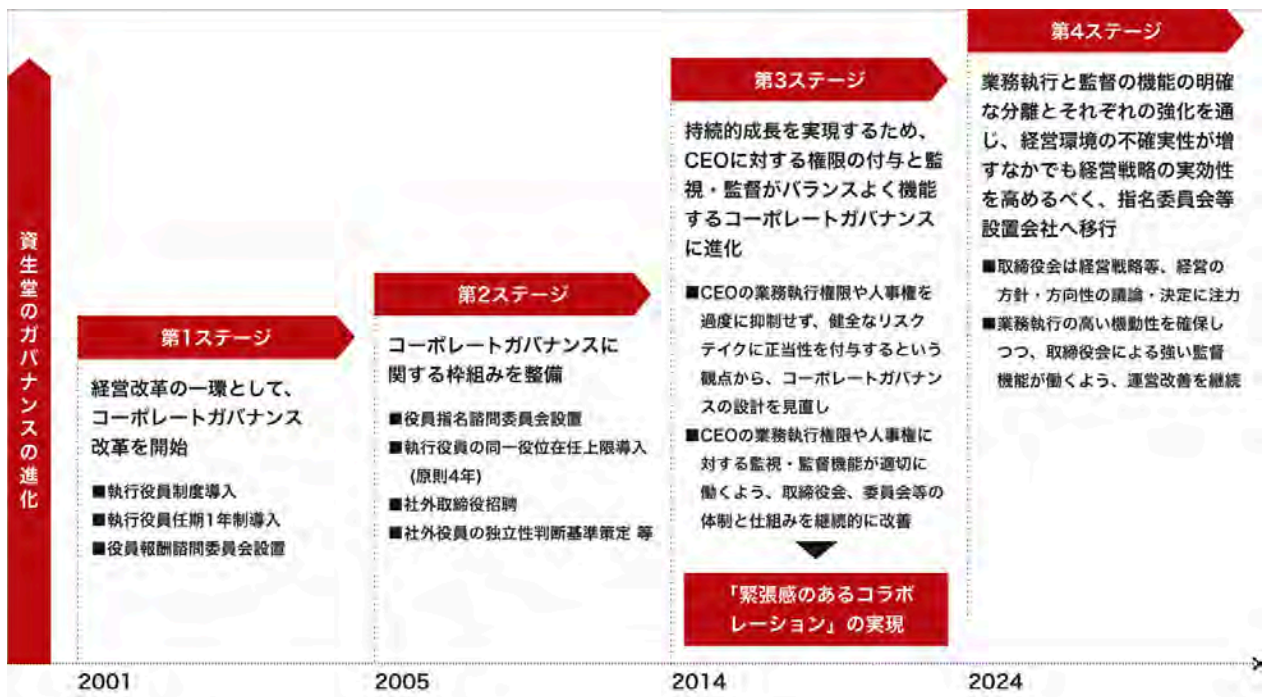 資生堂のガバナンスの進化
第1ステージ
経営改革の一環として、
コーポレートガバナンス
改革を開始
■執行役員制度導入
■執行役員任期1年制導入
■役員報酬諮問委員会設置
2001
第2ステージ
コーポレートガバナンスに
関する枠組みを整備
■役員指名諮問委員会設置
■執行役員の同一役位在任上限導入
(原則4年)
■社外取締役招聘
■社外役員の独立性判断基準策定 等
2005
第3ステージ
持続的成長を実現するため、
CEOに対する権限の付与と監
視・監督がバランスよく機能
するコーポレートガバナンス
に進化
■CEOの業務執行権限や人事権を
過度に抑制せず、健全なリスク
テイクに正当性を付与するという
観点から、コーポレートガバナン
スの設計を見直し
■CEOの業務執行権限や人事権に
対する監視・監督機能が適切に
働くよう、取締役会、委員会等の
体制と仕組みを継続的に改善
「緊張感のあるコラボ
レーション」の実現
2014
第4ステージ
業務執行と監督の機能の明確
な分離とそれぞれの強化を通
じ、経営環境の不確実性が増
すなかでも経営戦略の実効性
を高めるべく、指名委員会等
設置会社へ移行
■取締役会は経営戦略等、経営の
方針・方向性の議論・決定に注力
■業務執行の高い機動性を確保し
つつ、取締役会による強い監督
機能が働くよう、運営改善を継続
2024